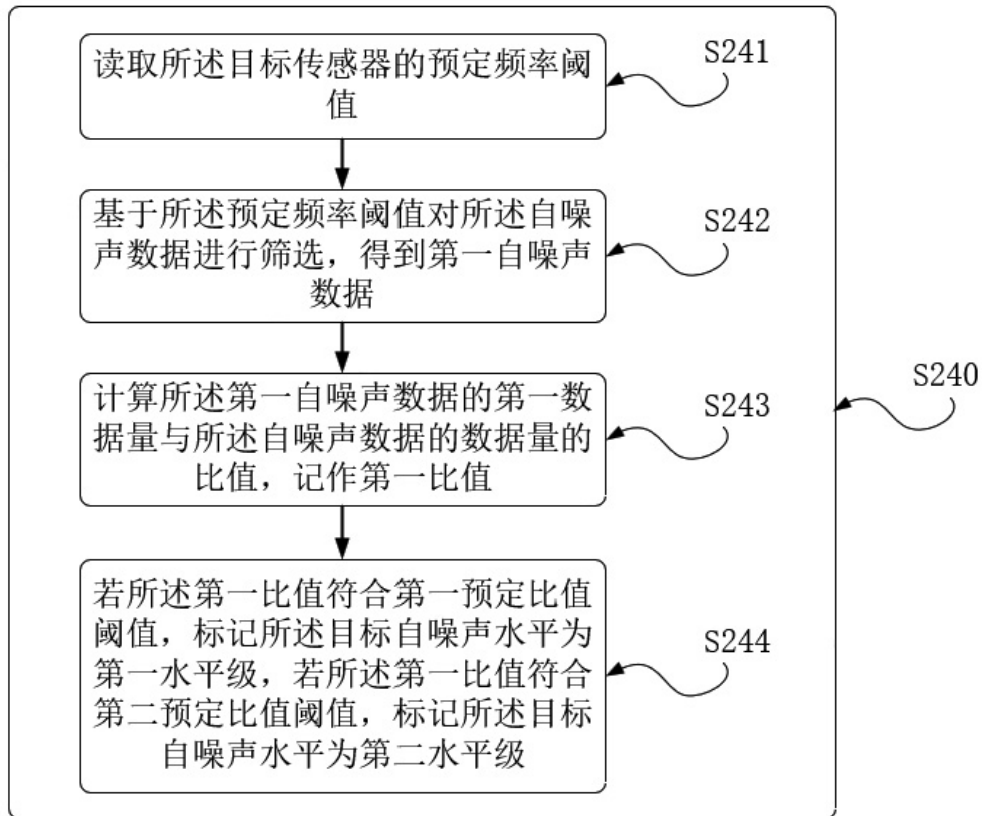 读取所述目标传感器的预定频率阈
值
S241
基于所述预定频率阈值对所述自噪
声数据进行筛选，得到第一自噪声
数据
S242
计算所述第一自噪声数据的第一数
据量与所述自噪声数据的数据量的
比值，记作第一比值
S243
S240
若所述第一比值符合第一预定比值
阈值，标记所述目标自噪声水平为
第一水平级，若所述第一比值符合
第二预定比值阈值，标记所述目标
自噪声水平为第二水平级
S244